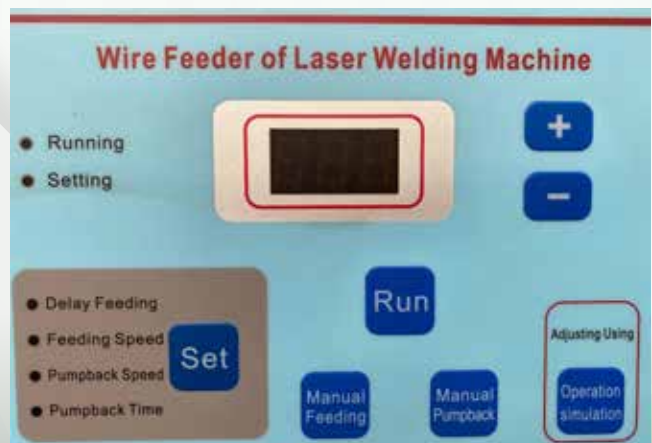 Wire Feeder of Laser Welding Machine
Running
Setting
+
-
Delay Feeding
Feeding Speed
Pumpback Speed
Pumpback Time
Set
Run
Manual
Feeding
Manual
Pumpback
Adjusting Using
Operation
simulation